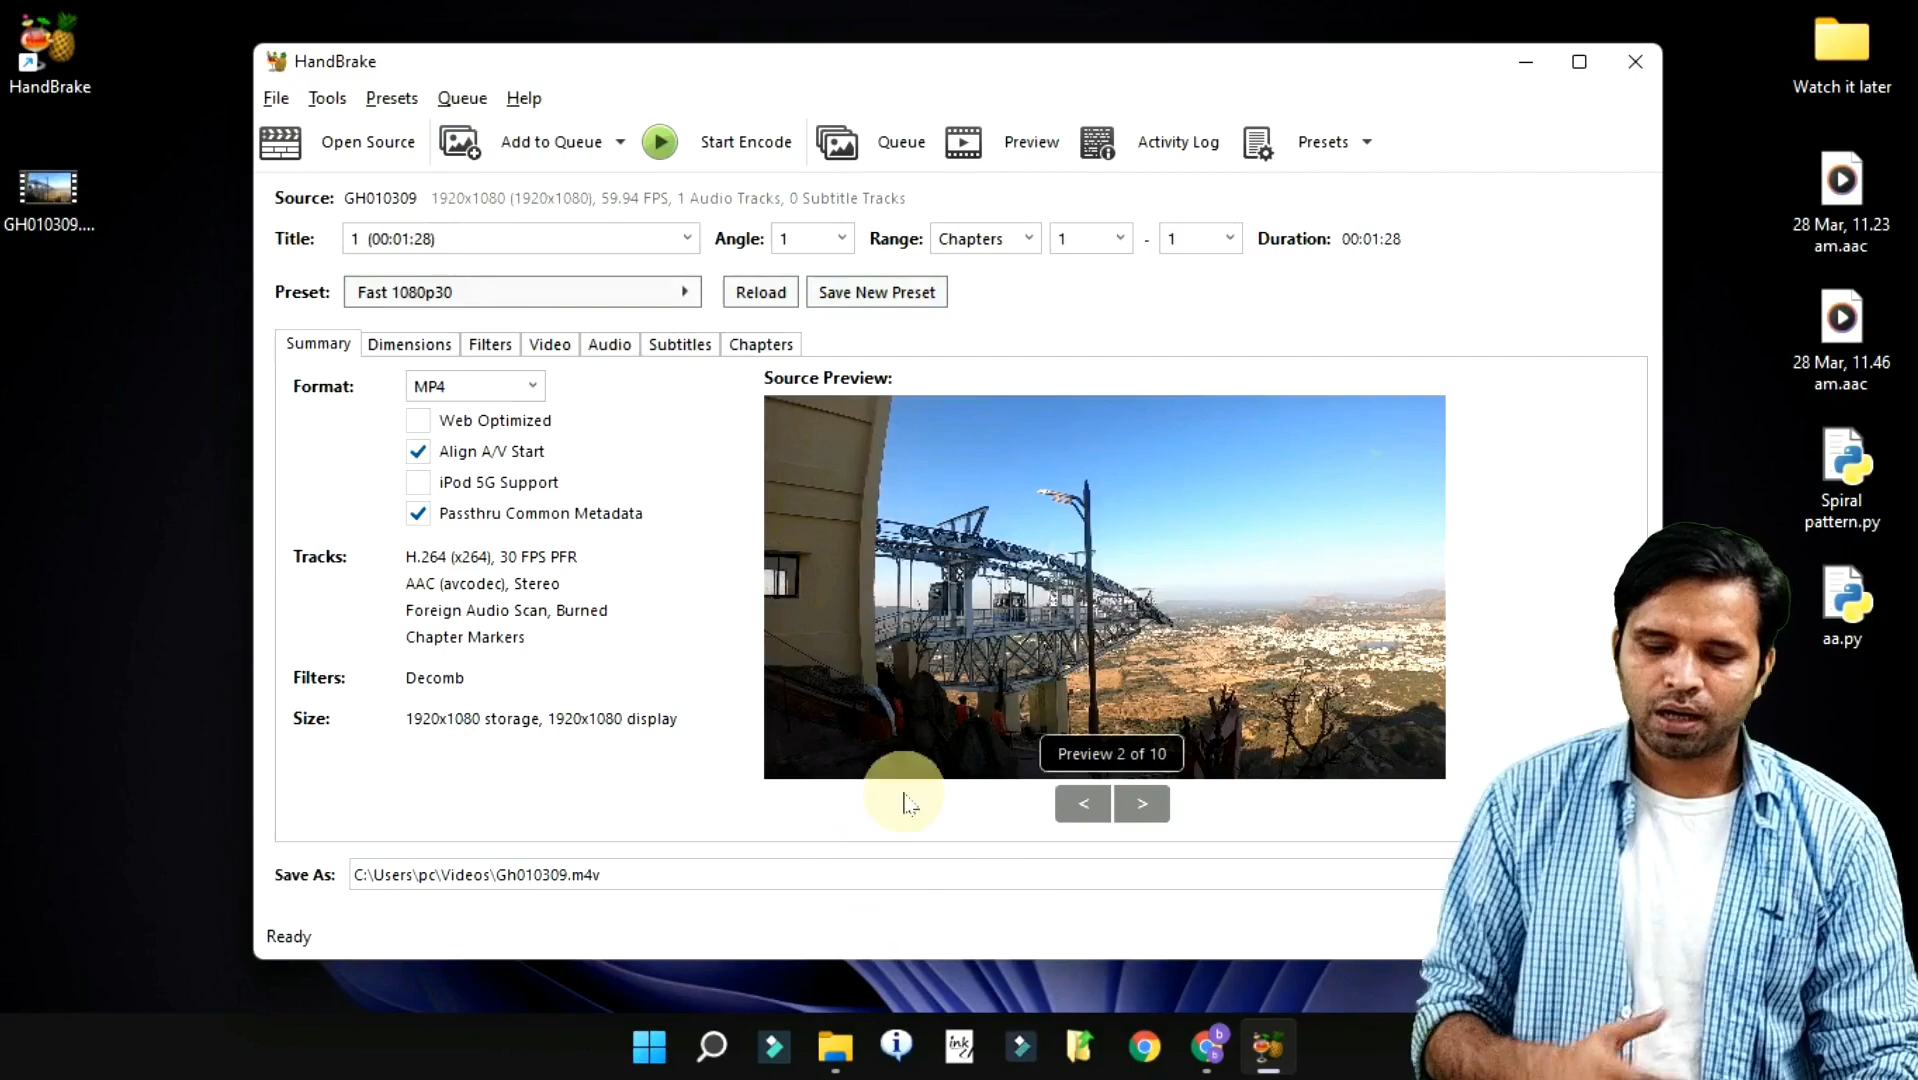 HandBrake
File Tools Presets Queue Help
Open Source Add to Queue Start Encode Queue Preview Activity Log Presets
Source: GH010309 1920x1080 (1920x1080), 59.94 FPS, 1 Audio Tracks, 0 Subtitle Tracks
Title: 1 (00:01:28) Angle: 1 Range: Chapters 1 - 1 Duration: 00:01:28
Preset: Fast 1080p30 Reload Save New Preset
Summary Dimensions Filters Video Audio Subtitles Chapters
Format: MP4
Web Optimized
Align A/V Start
iPod 5G Support
Passthru Common Metadata
Tracks: H.264 (x264), 30 FPS PFR
AAC (avcodec), Stereo
Foreign Audio Scan, Burned
Chapter Markers
Filters: Decomb
Size: 1920x1080 storage, 1920x1080 display
Source Preview:
Preview 2 of 10
< >
Save As: C:\Users\pc\Videos\Gh010309.m4v
Ready
HandBrake
GH010309....
Watch it later
28 Mar, 11.23
am.aac
28 Mar, 11.46
am.aac
Spiral
pattern.py
aa.py
ink
b
b